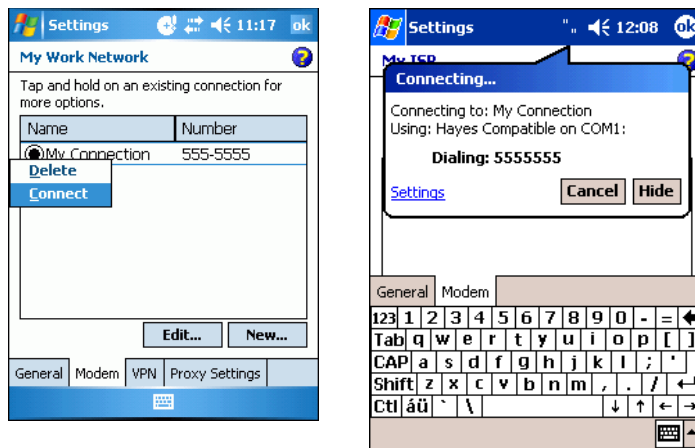 Settings 11:17 ok
My Work Network
Tap and hold on an existing connection for
more options.
Name Number
My Connection 555-5555
Delete
Connect
Edit... New...
General Modem VPN Proxy Settings
Settings 12:08 ok
My ISP
Connecting...
Connecting to: My Connection
Using: Hayes Compatible on COM1:
Dialing: 5555555
Settings Cancel Hide
General Modem
123 1 2 3 4 5 6 7 8 9 0 - =
Tab q w e r t y u i o p [ ]
CAP a s d f g h j k l ; '
Shift z x c v b n m , . /
Ctl áü ` \